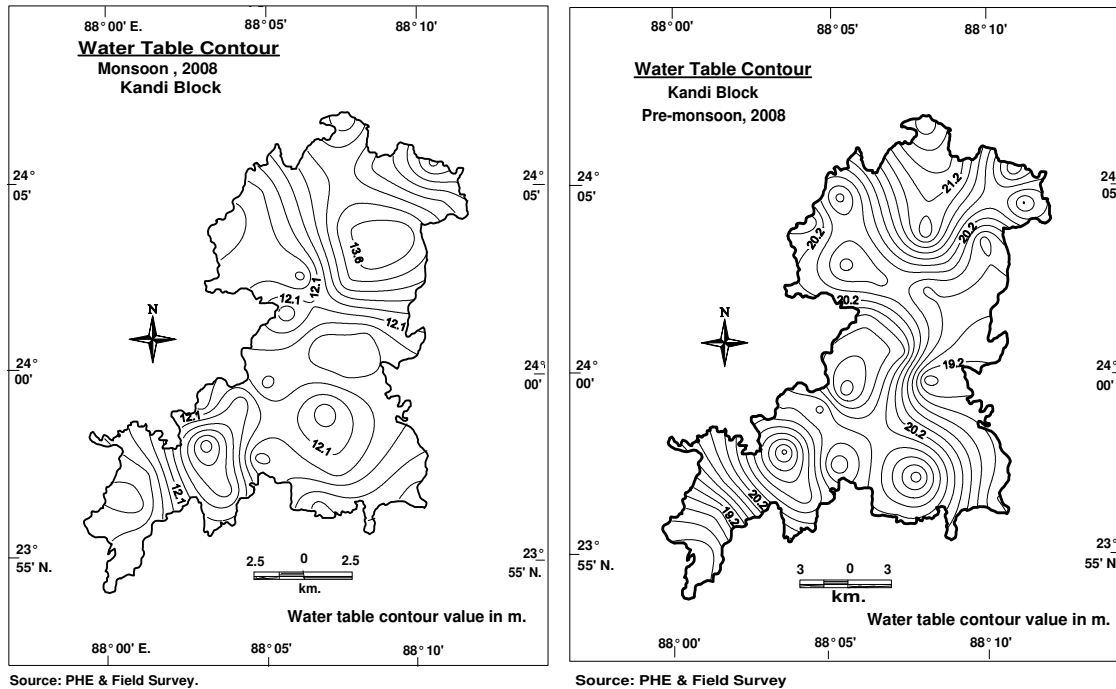 88° 00' E.
88° 05'
88° 10'
Water Table Contour
Monsoon , 2008
Kandi Block
24°
05'
24°
05'
13.6
12.1
12.1
12.1
N
24°
00'
24°
00'
12.1
12.1
12.1
23°
55' N.
23°
55' N.
2.5 0 2.5
km.
Water table contour value in m.
88° 00' E.
88° 05'
88° 10'
Source: PHE & Field Survey.
88° 00'
88° 05'
88° 10'
Water Table Contour
Kandi Block
Pre-monsoon, 2008
24°
05'
24
05'
21.2
20.2
20.2
20.2
N
24°
00'
24°
00'
19.2
20.2
20.2
19.2
23°
55' N.
23°
55' N.
3 0 3
km.
Water table contour value in m.
88° 00'
88° 05'
88° 10'
Source: PHE & Field Survey